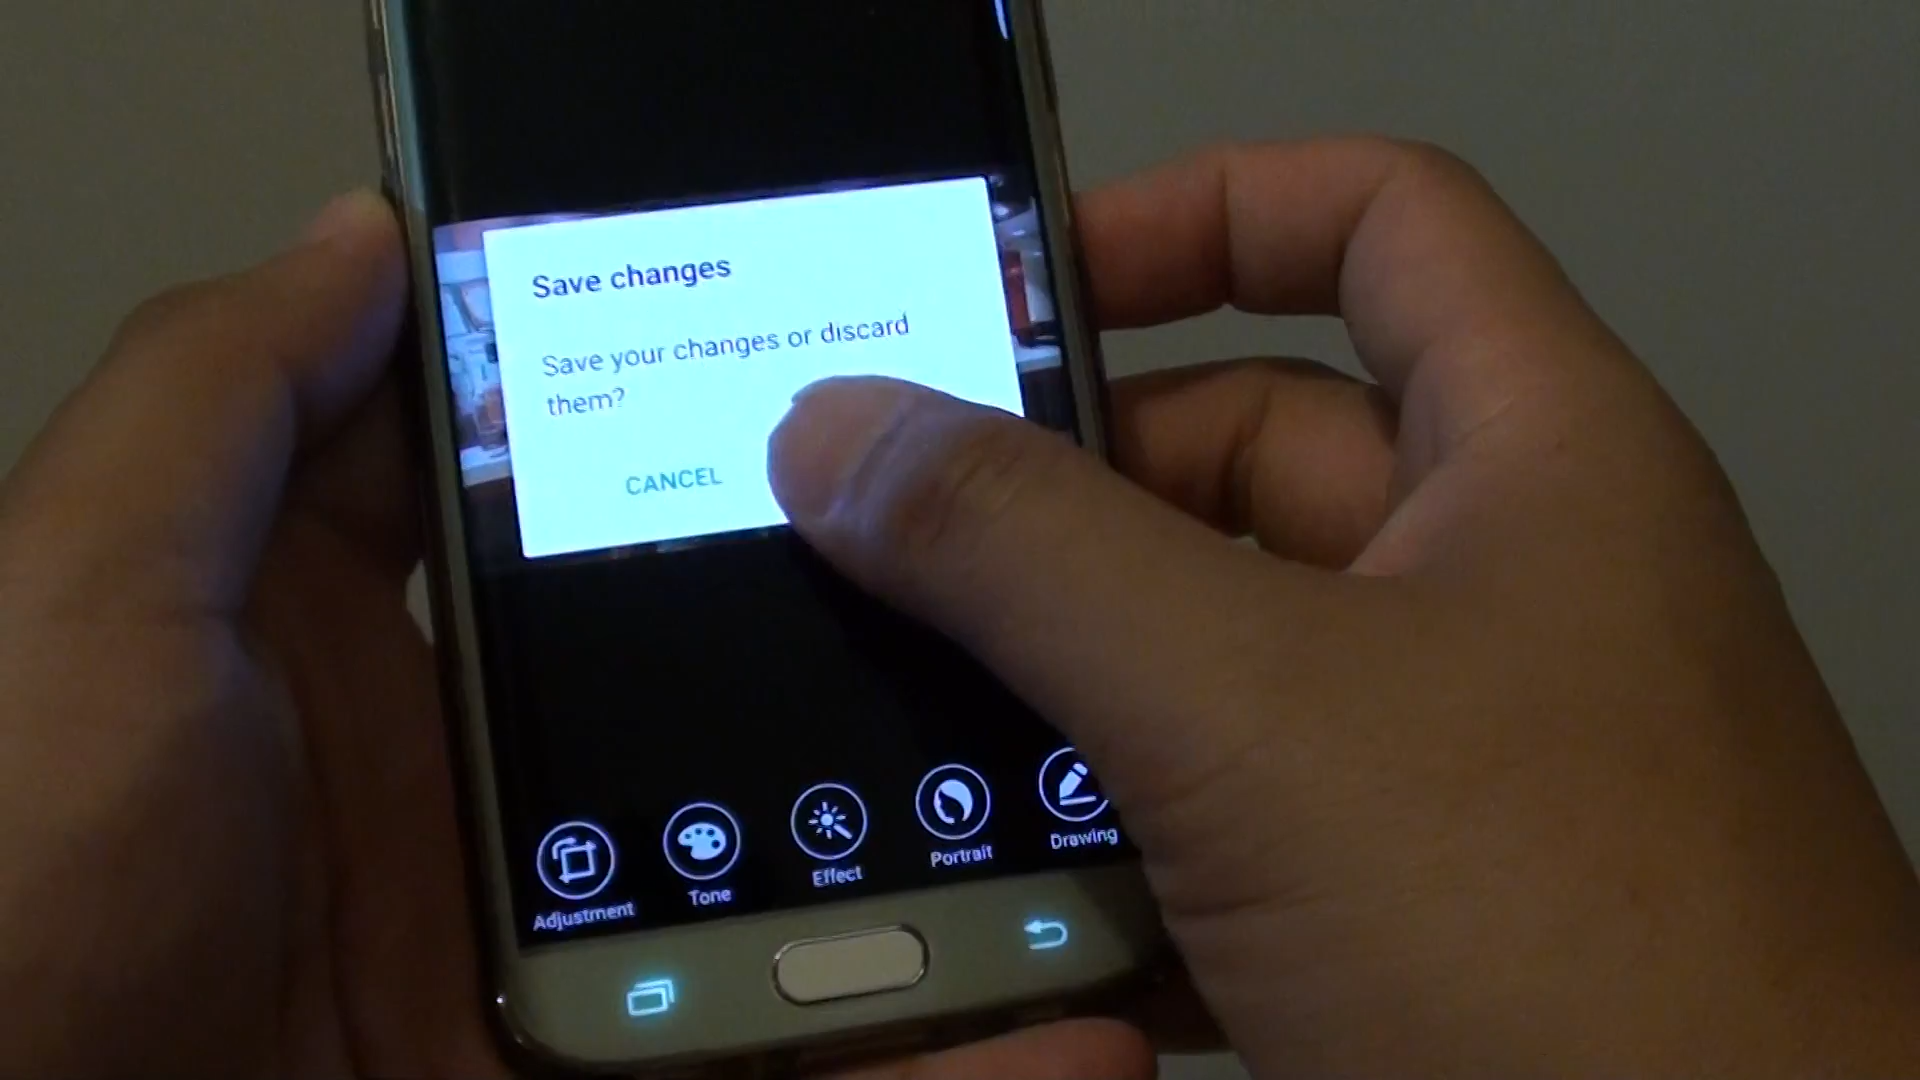 Save changes
Save your changes or discard
them?
CANCEL
Adjustment
Tone
Effect
Portrait
Drawing